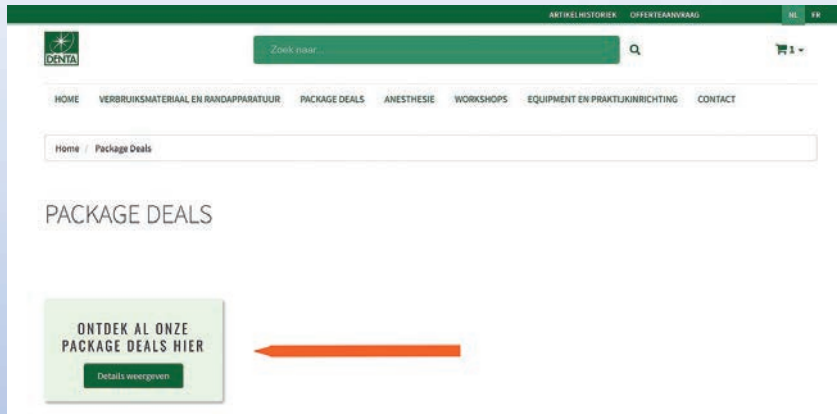 ARTIKELHISTORIEK OFFERTEAANVRAAG NL FR
DENTA
Zoek naar...
1
HOME VERBRUIKSMATERIAAL EN RANDAPPARATUUR PACKAGE DEALS ANESTHESIE WORKSHOPS EQUIPMENT EN PRAKTIJKINRICHTING CONTACT
Home / Package Deals
PACKAGE DEALS
ONTDEK AL ONZE
PACKAGE DEALS HIER
Details weergeven